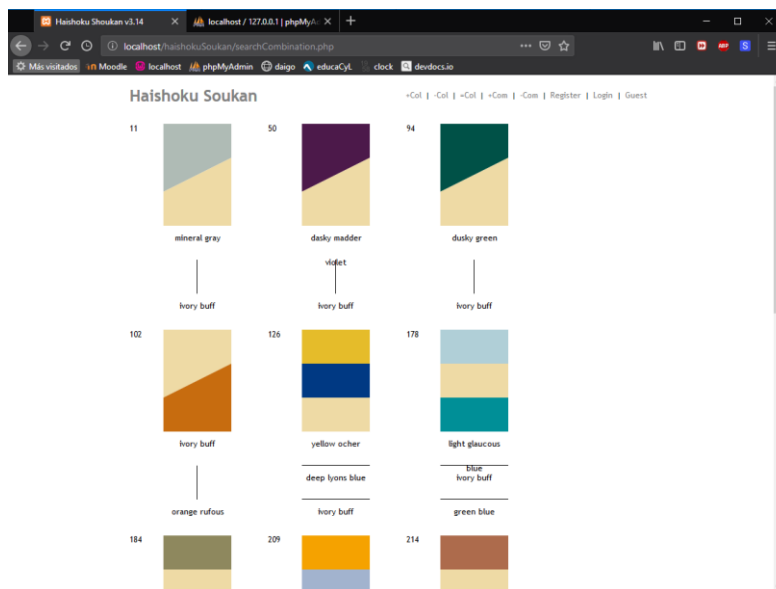 Haishoku Shoukan v3.14
localhost / 127.0.0.1 | phpMyAc
localhost/haishokuSoukan/searchCombination.php
Más visitados Moodle localhost phpMyAdmin daigo educaCyL clock devdocs.io
Haishoku Soukan
+Col | -Col | =Col | +Com | -Com | Register | Login | Guest
11 50 94
mineral gray dasky madder violet dusky green
ivory buff ivory buff ivory buff
102 126 178
ivory buff yellow ocher light glaucous blue
deep lyons blue ivory buff
orange rufous ivory buff green blue
184 209 214